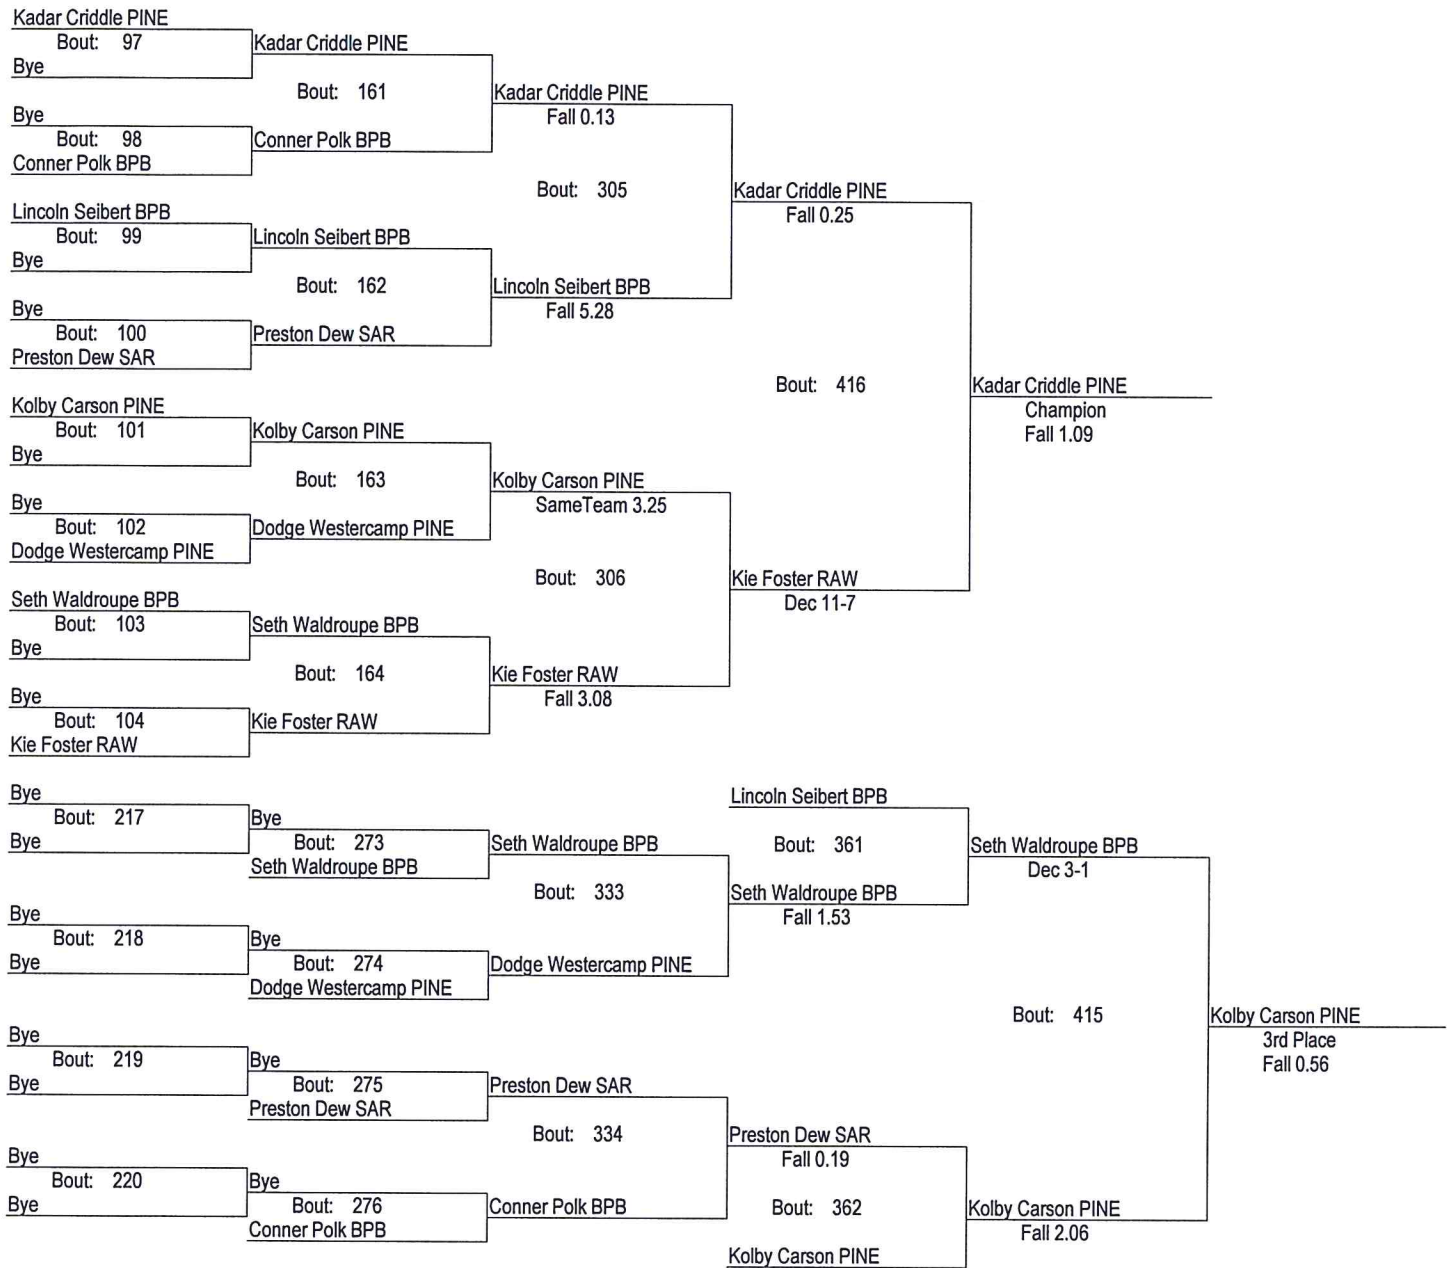 Kadar Criddle PINE
Bout: 97
Bye
Kadar Criddle PINE
Bout: 161
Bye
Bout: 98
Conner Polk BPB
Conner Polk BPB
Kadar Criddle PINE
Fall 0.13
Bout: 305
Lincoln Seibert BPB
Bout: 99
Bye
Lincoln Seibert BPB
Bout: 162
Bye
Bout: 100
Preston Dew SAR
Preston Dew SAR
Lincoln Seibert BPB
Fall 5.28
Kadar Criddle PINE
Fall 0.25
Bout: 416
Kolby Carson PINE
Bout: 101
Bye
Kolby Carson PINE
Bout: 163
Bye
Bout: 102
Dodge Westercamp PINE
Dodge Westercamp PINE
Kolby Carson PINE
SameTeam 3.25
Bout: 306
Seth Waldroupe BPB
Bout: 103
Bye
Seth Waldroupe BPB
Bout: 164
Bye
Bout: 104
Kie Foster RAW
Kie Foster RAW
Kie Foster RAW
Fall 3.08
Kie Foster RAW
Dec 11-7
Kadar Criddle PINE
Champion
Fall 1.09
Bye
Bout: 217
Bye
Bye
Bout: 273
Seth Waldroupe BPB
Seth Waldroupe BPB
Bout: 333
Bye
Bout: 218
Bye
Bye
Bout: 274
Dodge Westercamp PINE
Dodge Westercamp PINE
Lincoln Seibert BPB
Bout: 361
Seth Waldroupe BPB
Fall 1.53
Seth Waldroupe BPB
Dec 3-1
Bout: 415
Bye
Bout: 219
Bye
Bye
Bout: 275
Preston Dew SAR
Preston Dew SAR
Bout: 334
Bye
Bout: 220
Bye
Bye
Bout: 276
Conner Polk BPB
Conner Polk BPB
Preston Dew SAR
Fall 0.19
Bout: 362
Kolby Carson PINE
Kolby Carson PINE
Fall 2.06
Kolby Carson PINE
3rd Place
Fall 0.56